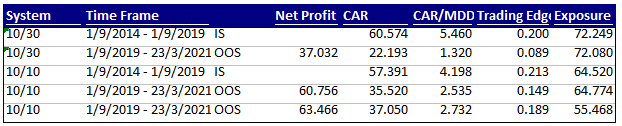 System Time Frame Net Profit CAR CAR/MDD Trading Edge Exposure
10/30 1/9/2014 - 1/9/2019 IS 60.574 5.460 0.200 72.249
10/30 1/9/2019 - 23/3/2021 OOS 37.032 22.193 1.320 0.089 72.080
10/10 1/9/2014 - 1/9/2019 IS 57.391 4.198 0.213 64.520
10/10 1/9/2019 - 23/3/2021 OOS 60.756 35.520 2.535 0.149 64.774
10/10 1/9/2019 - 23/3/2021 OOS 63.466 37.050 2.732 0.189 55.468